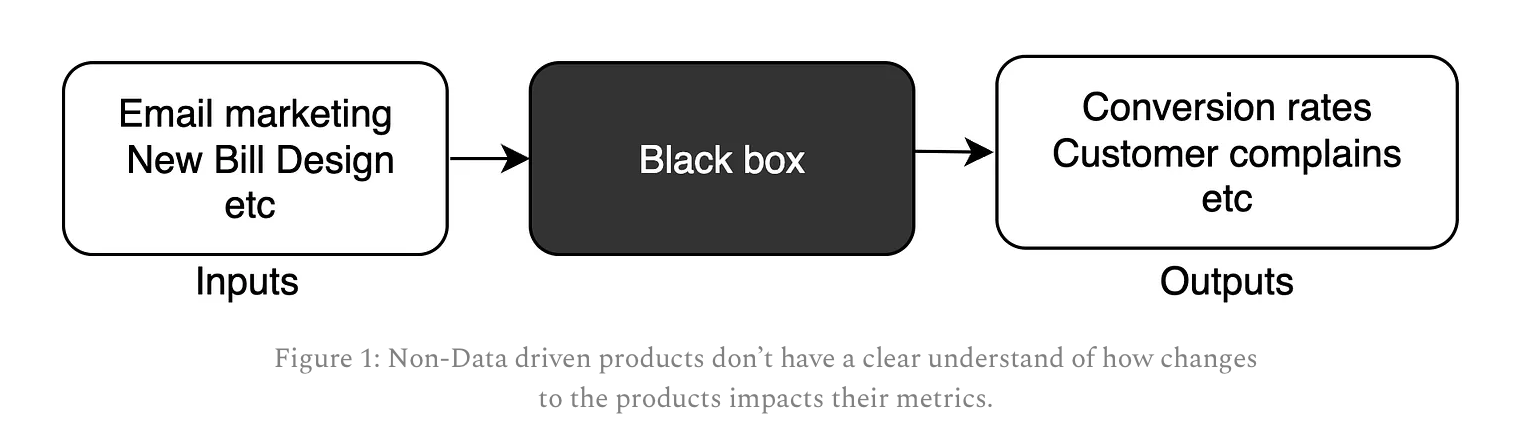 Email marketing
New Bill Design
etc
Inputs
Black box
Conversion rates
Customer complains
etc
Outputs
Figure 1: Non-Data driven products don’t have a clear understand of how changes
to the products impacts their metrics.